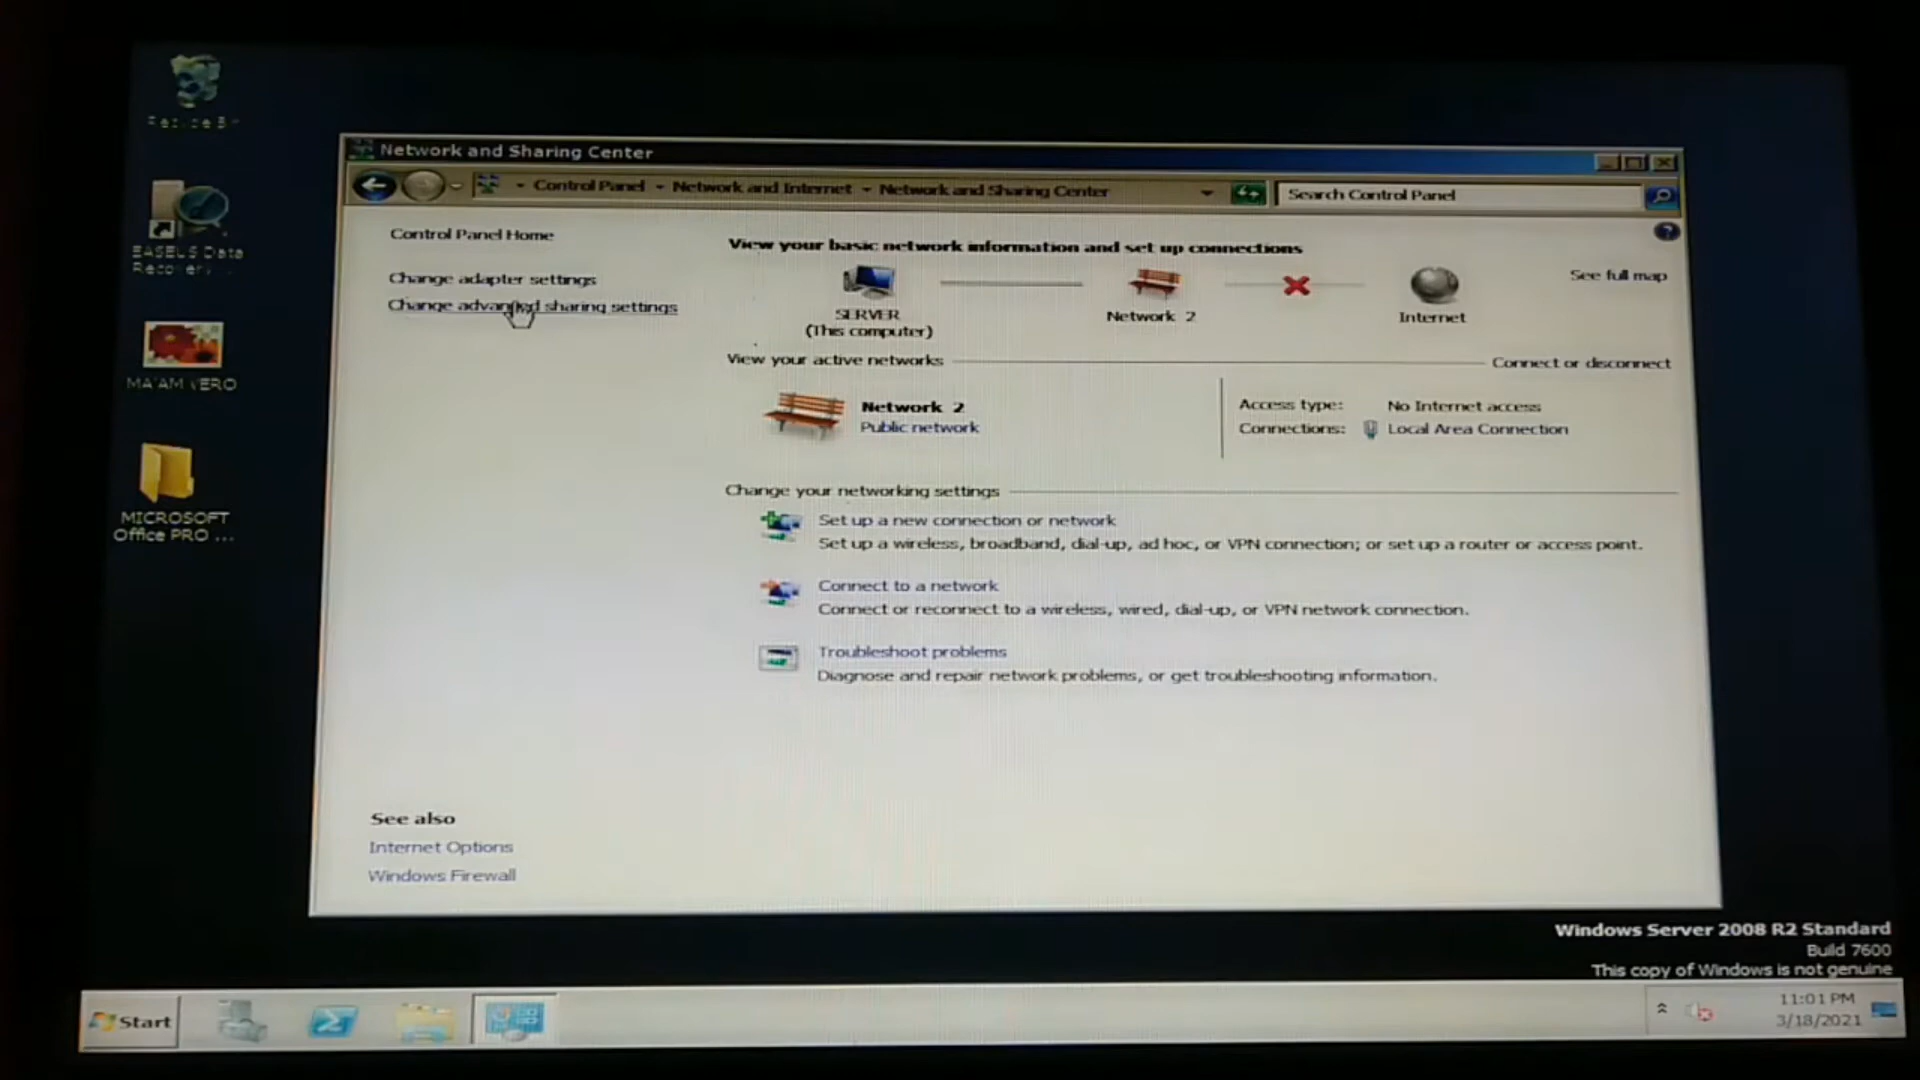 Network and Sharing Center
Control Panel
Network and Internet
Network and Sharing Center
Search Control Panel
Control Panel Home
Change adapter settings
Change advanced sharing settings
View your basic network information and set up connections
See full map
SERVER
(This computer)
Network 2
Internet
View your active networks
Connect or disconnect
Network 2
Public network
Access type:
No Internet access
Connections:
Local Area Connection
Change your networking settings
Set up a new connection or network
Set up a wireless, broadband, dial-up, ad hoc, or VPN connection; or set up a router or access point.
Connect to a network
Connect or reconnect to a wireless, wired, dial-up, or VPN network connection.
Troubleshoot problems
Diagnose and repair network problems, or get troubleshooting information.
See also
Internet Options
Windows Firewall
EASEUS Data
Recovery ...
MA'AM VERO
MICROSOFT
Office PRO ...
Windows Server 2008 R2 Standard
Build 7600
This copy of Windows is not genuine
Start
11:01 PM
3/18/2021